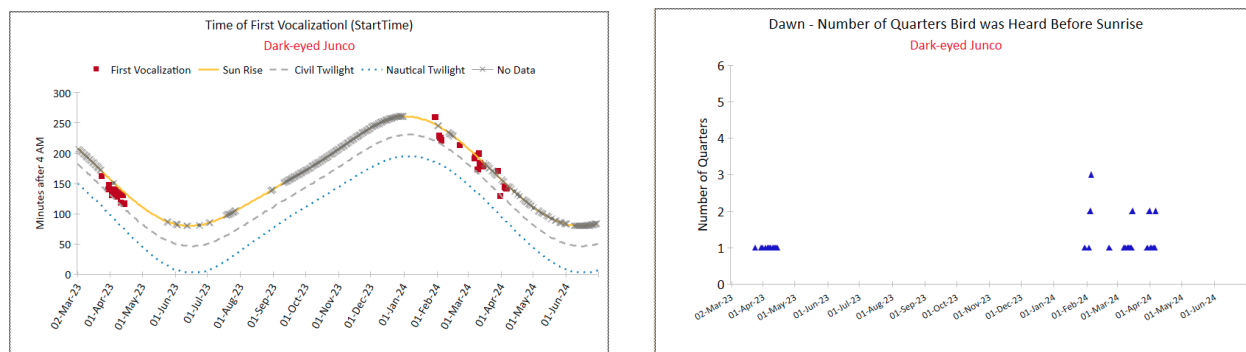 Time of First Vocalizationl (StartTime)
Dark-eyed Junco
First Vocalization Sun Rise Civil Twilight Nautical Twilight No Data
300
250
200
150
100
50
0
Minutes after 4 AM
02-Mar-23 01-Apr-23 01-May-23 01-Jun-23 01-Jul-23 01-Aug-23 01-Sep-23 01-Oct-23 01-Nov-23 01-Dec-23 01-Jan-24 01-Feb-24 01-Mar-24 01-Apr-24 01-May-24 01-Jun-24
Dawn - Number of Quarters Bird was Heard Before Sunrise
Dark-eyed Junco
6
5
4
3
2
1
0
Number of Quarters
02-Mar-23 01-Apr-23 01-May-23 01-Jun-23 01-Jul-23 01-Aug-23 01-Sep-23 01-Oct-23 01-Nov-23 01-Dec-23 01-Jan-24 01-Feb-24 01-Mar-24 01-Apr-24 01-May-24 01-Jun-24